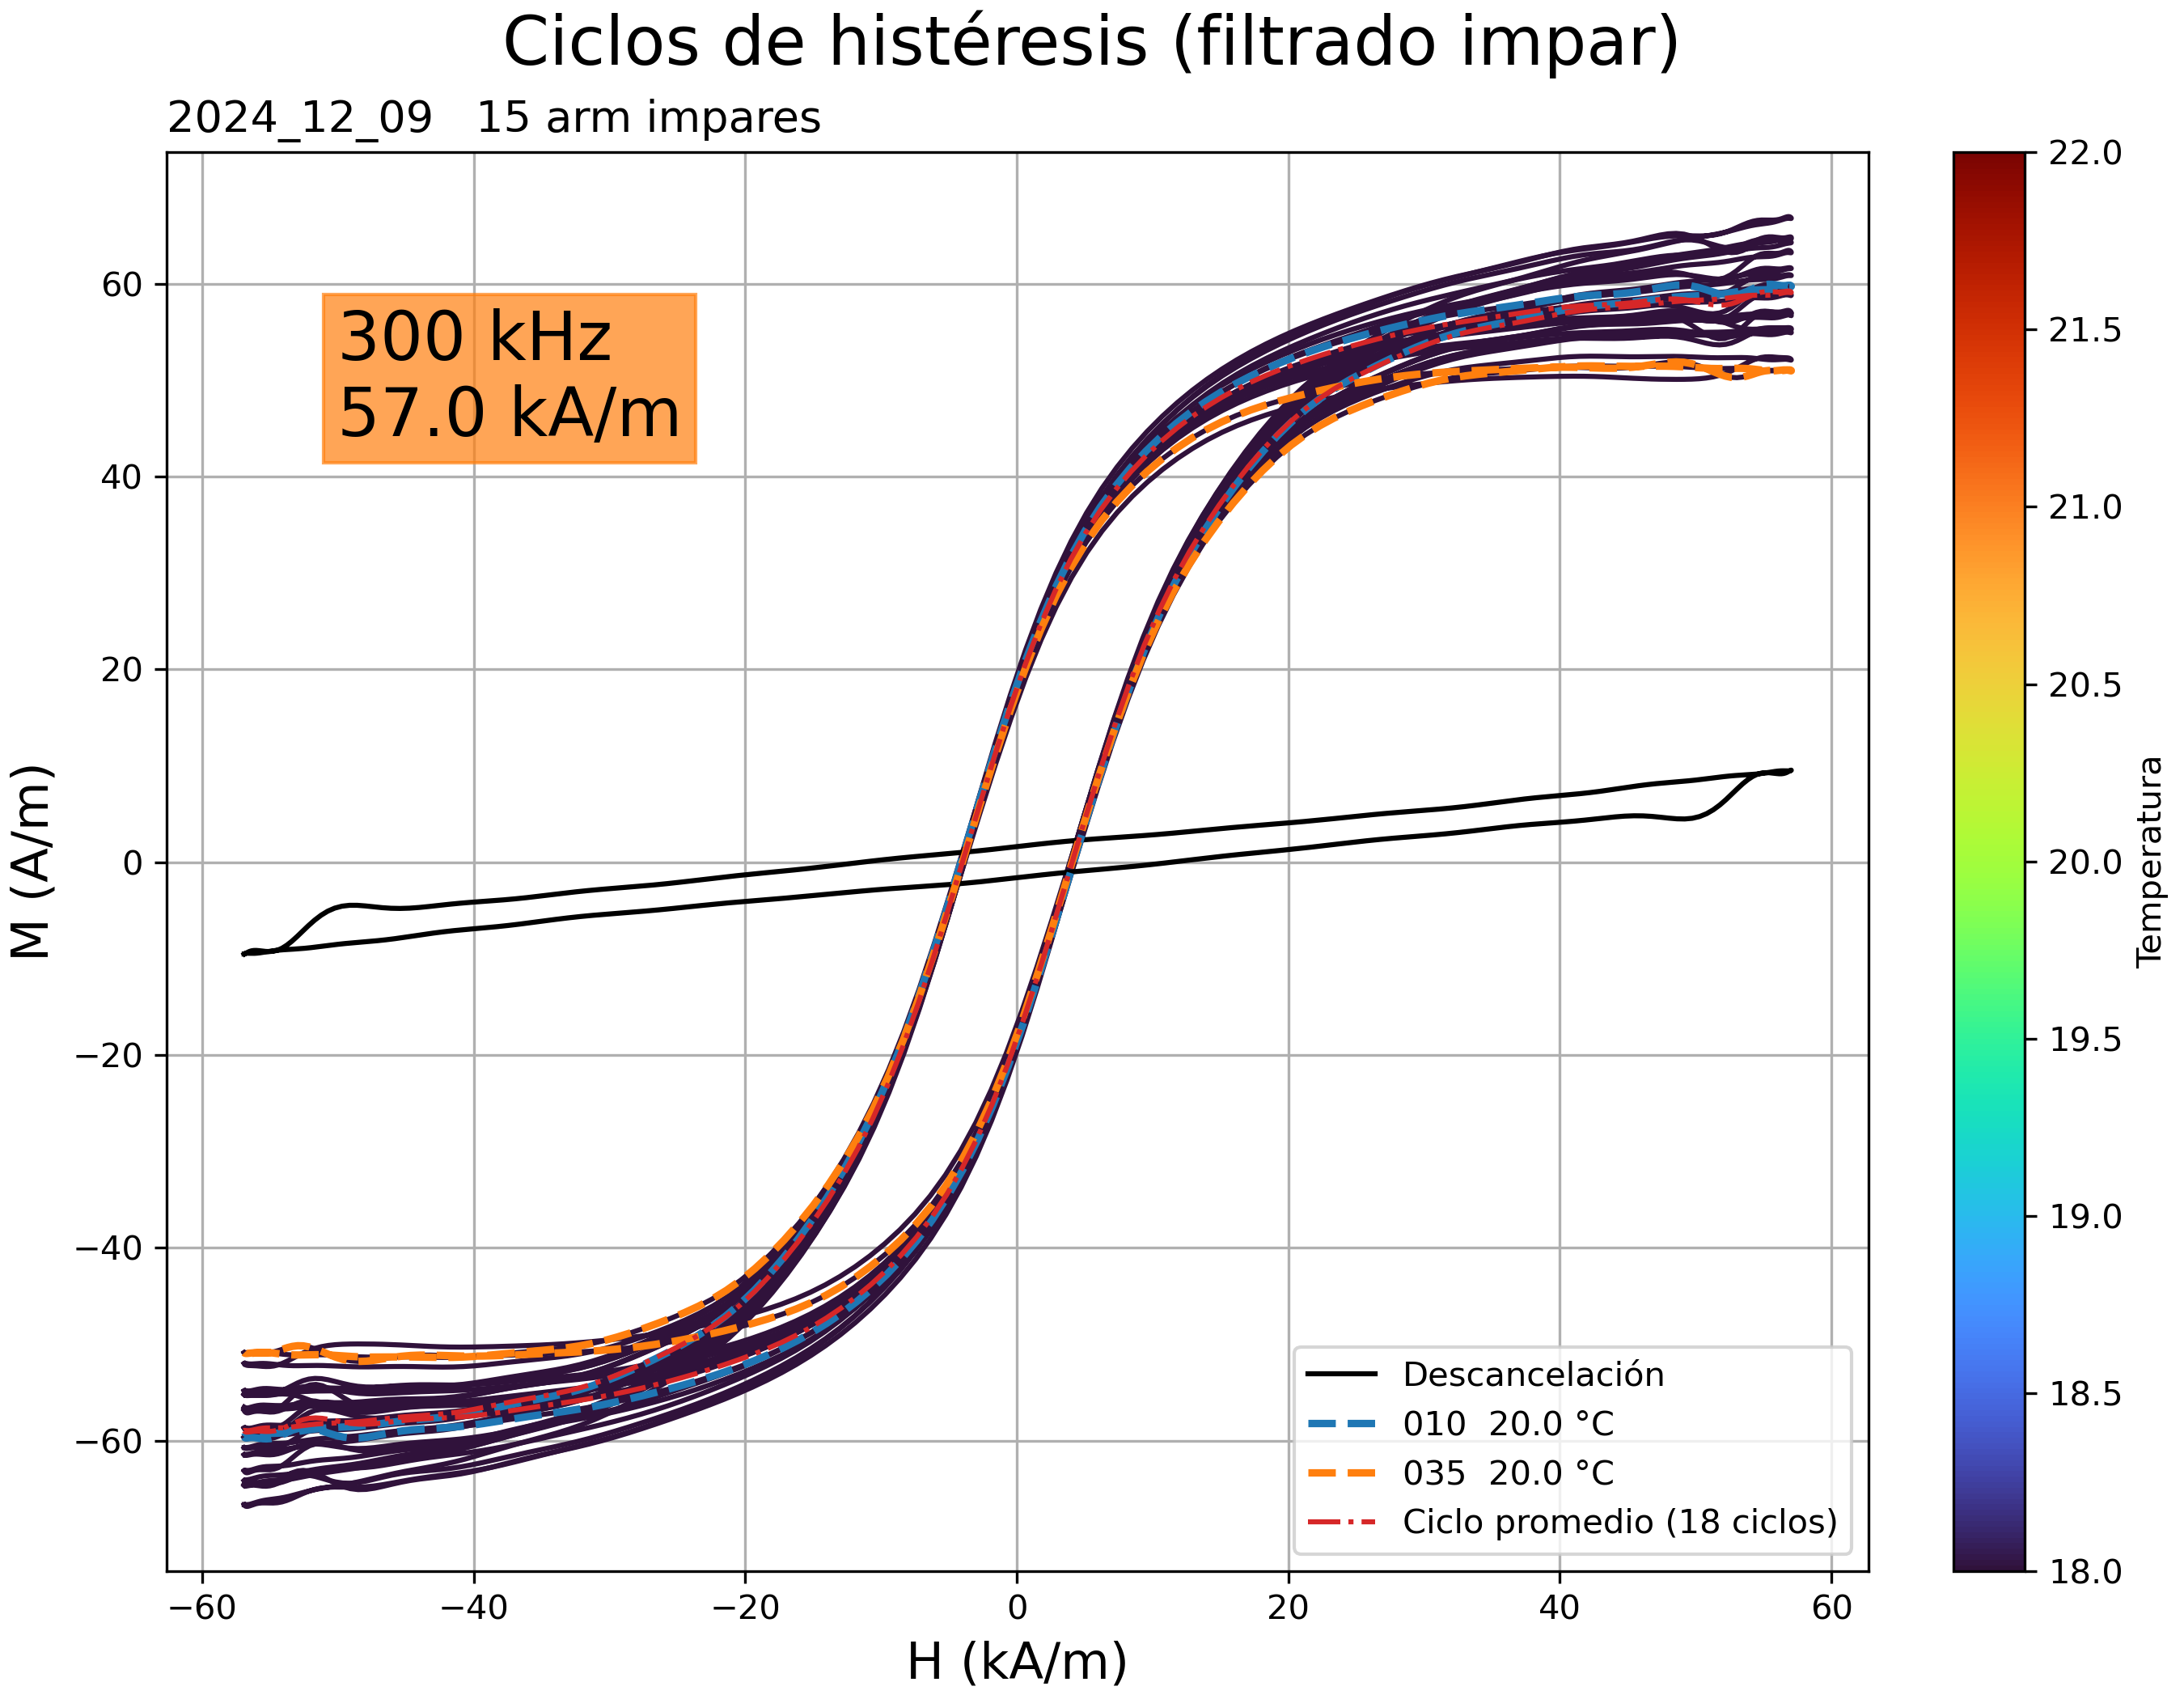 Ciclos de histéresis (filtrado impar)
2024_12_09   15 arm impares
300 kHz
57.0 kA/m
M (A/m)
60
40
20
0
−20
−40
−60
−60
−40
−20
0
20
40
60
H (kA/m)
Descancelación
010  20.0 °C
035  20.0 °C
Ciclo promedio (18 ciclos)
22.0
21.5
21.0
20.5
20.0
19.5
19.0
18.5
18.0
Temperatura